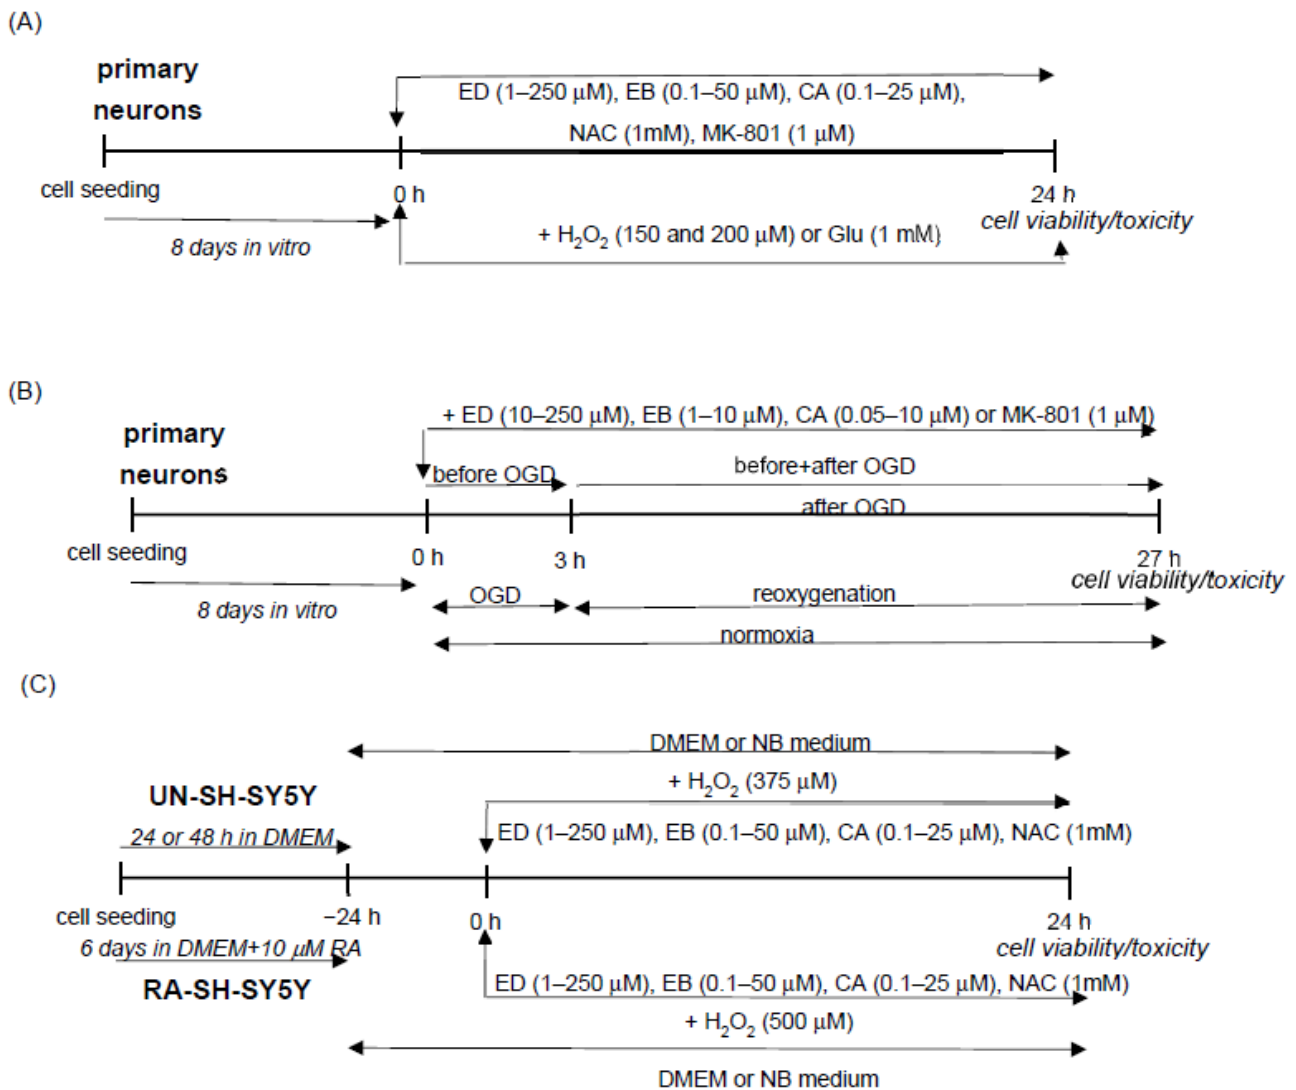 (A)
primary
neurons
ED (1–250 μM), EB (0.1–50 μM), CA (0.1–25 μM),
NAC (1mM), MK-801 (1 μM)
cell seeding
0 h
24 h
cell viability/toxicity
8 days in vitro
+ H₂O₂ (150 and 200 μM) or Glu (1 mM)
(B)
+ ED (10–250 μM), EB (1–10 μM), CA (0.05–10 μM) or MK-801 (1 μM)
primary
neurons
before OGD
before+after OGD
after OGD
cell seeding
0 h
3 h
27 h
cell viability/toxicity
8 days in vitro
OGD
reoxygenation
normoxia
(C)
DMEM or NB medium
+ H₂O₂ (375 μM)
UN-SH-SY5Y
24 or 48 h in DMEM
ED (1–250 μM), EB (0.1–50 μM), CA (0.1–25 μM), NAC (1mM)
cell seeding
−24 h
0 h
24 h
cell viability/toxicity
6 days in DMEM+10 μM RA
RA-SH-SY5Y
ED (1–250 μM), EB (0.1–50 μM), CA (0.1–25 μM), NAC (1mM)
+ H₂O₂ (500 μM)
DMEM or NB medium